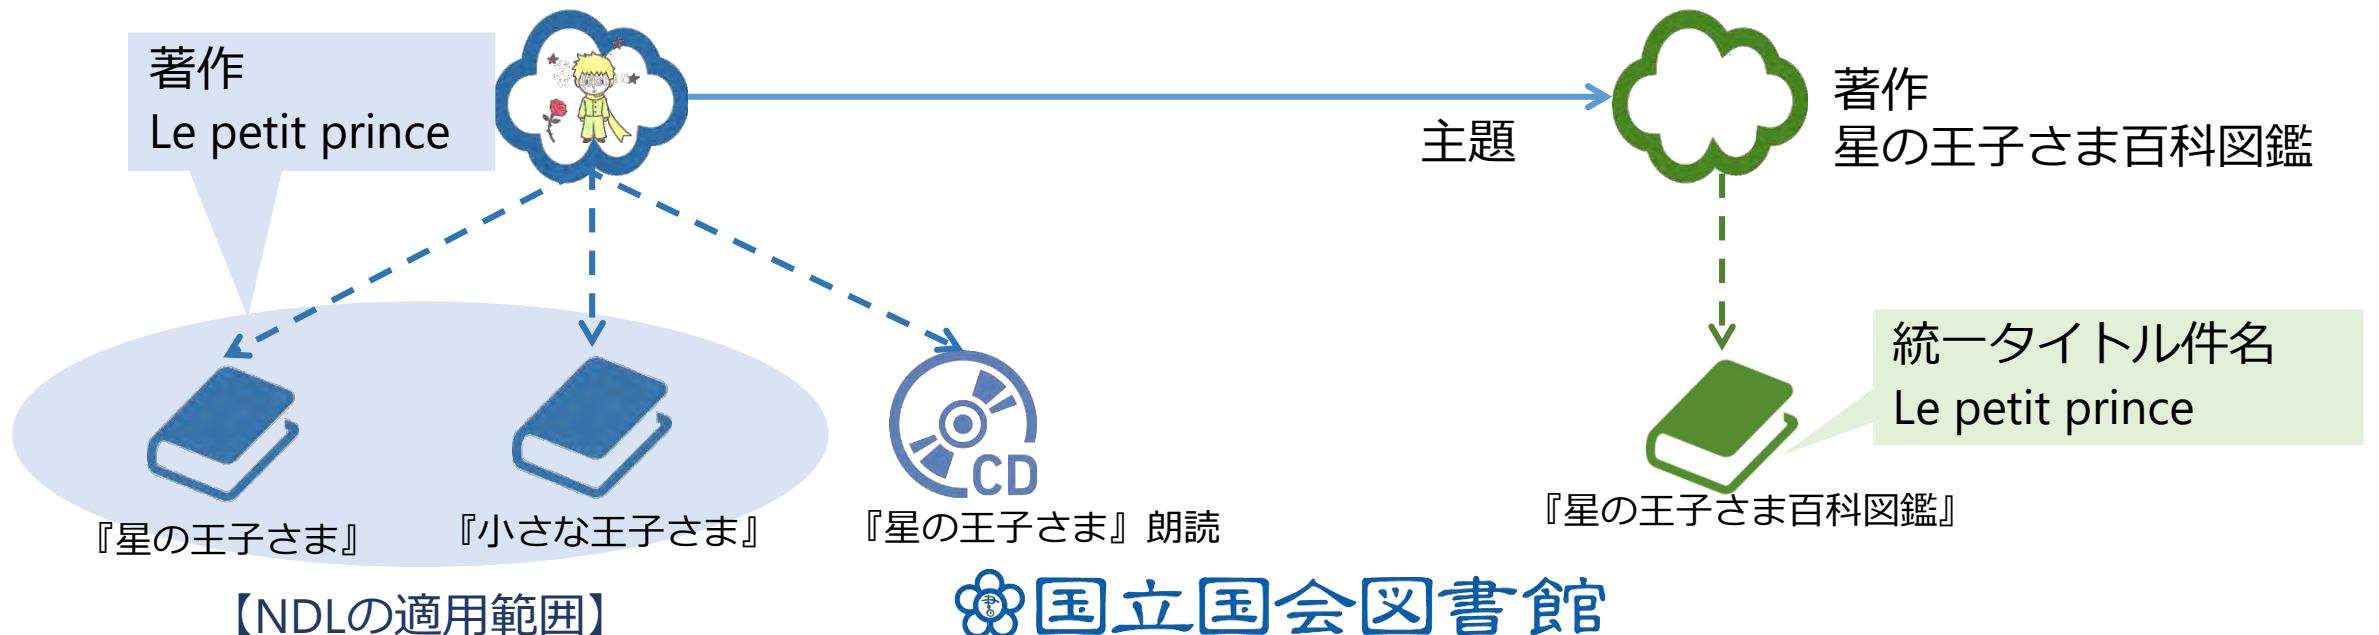 著作
Le petit prince
主題
著作
星の王子さま百科図鑑
統一タイトル件名
Le petit prince
CD
『星の王子さま』
『小さな王子さま』
『星の王子さま』朗読
『星の王子さま百科図鑑』
【NDLの適用範囲】
国立国会図書館